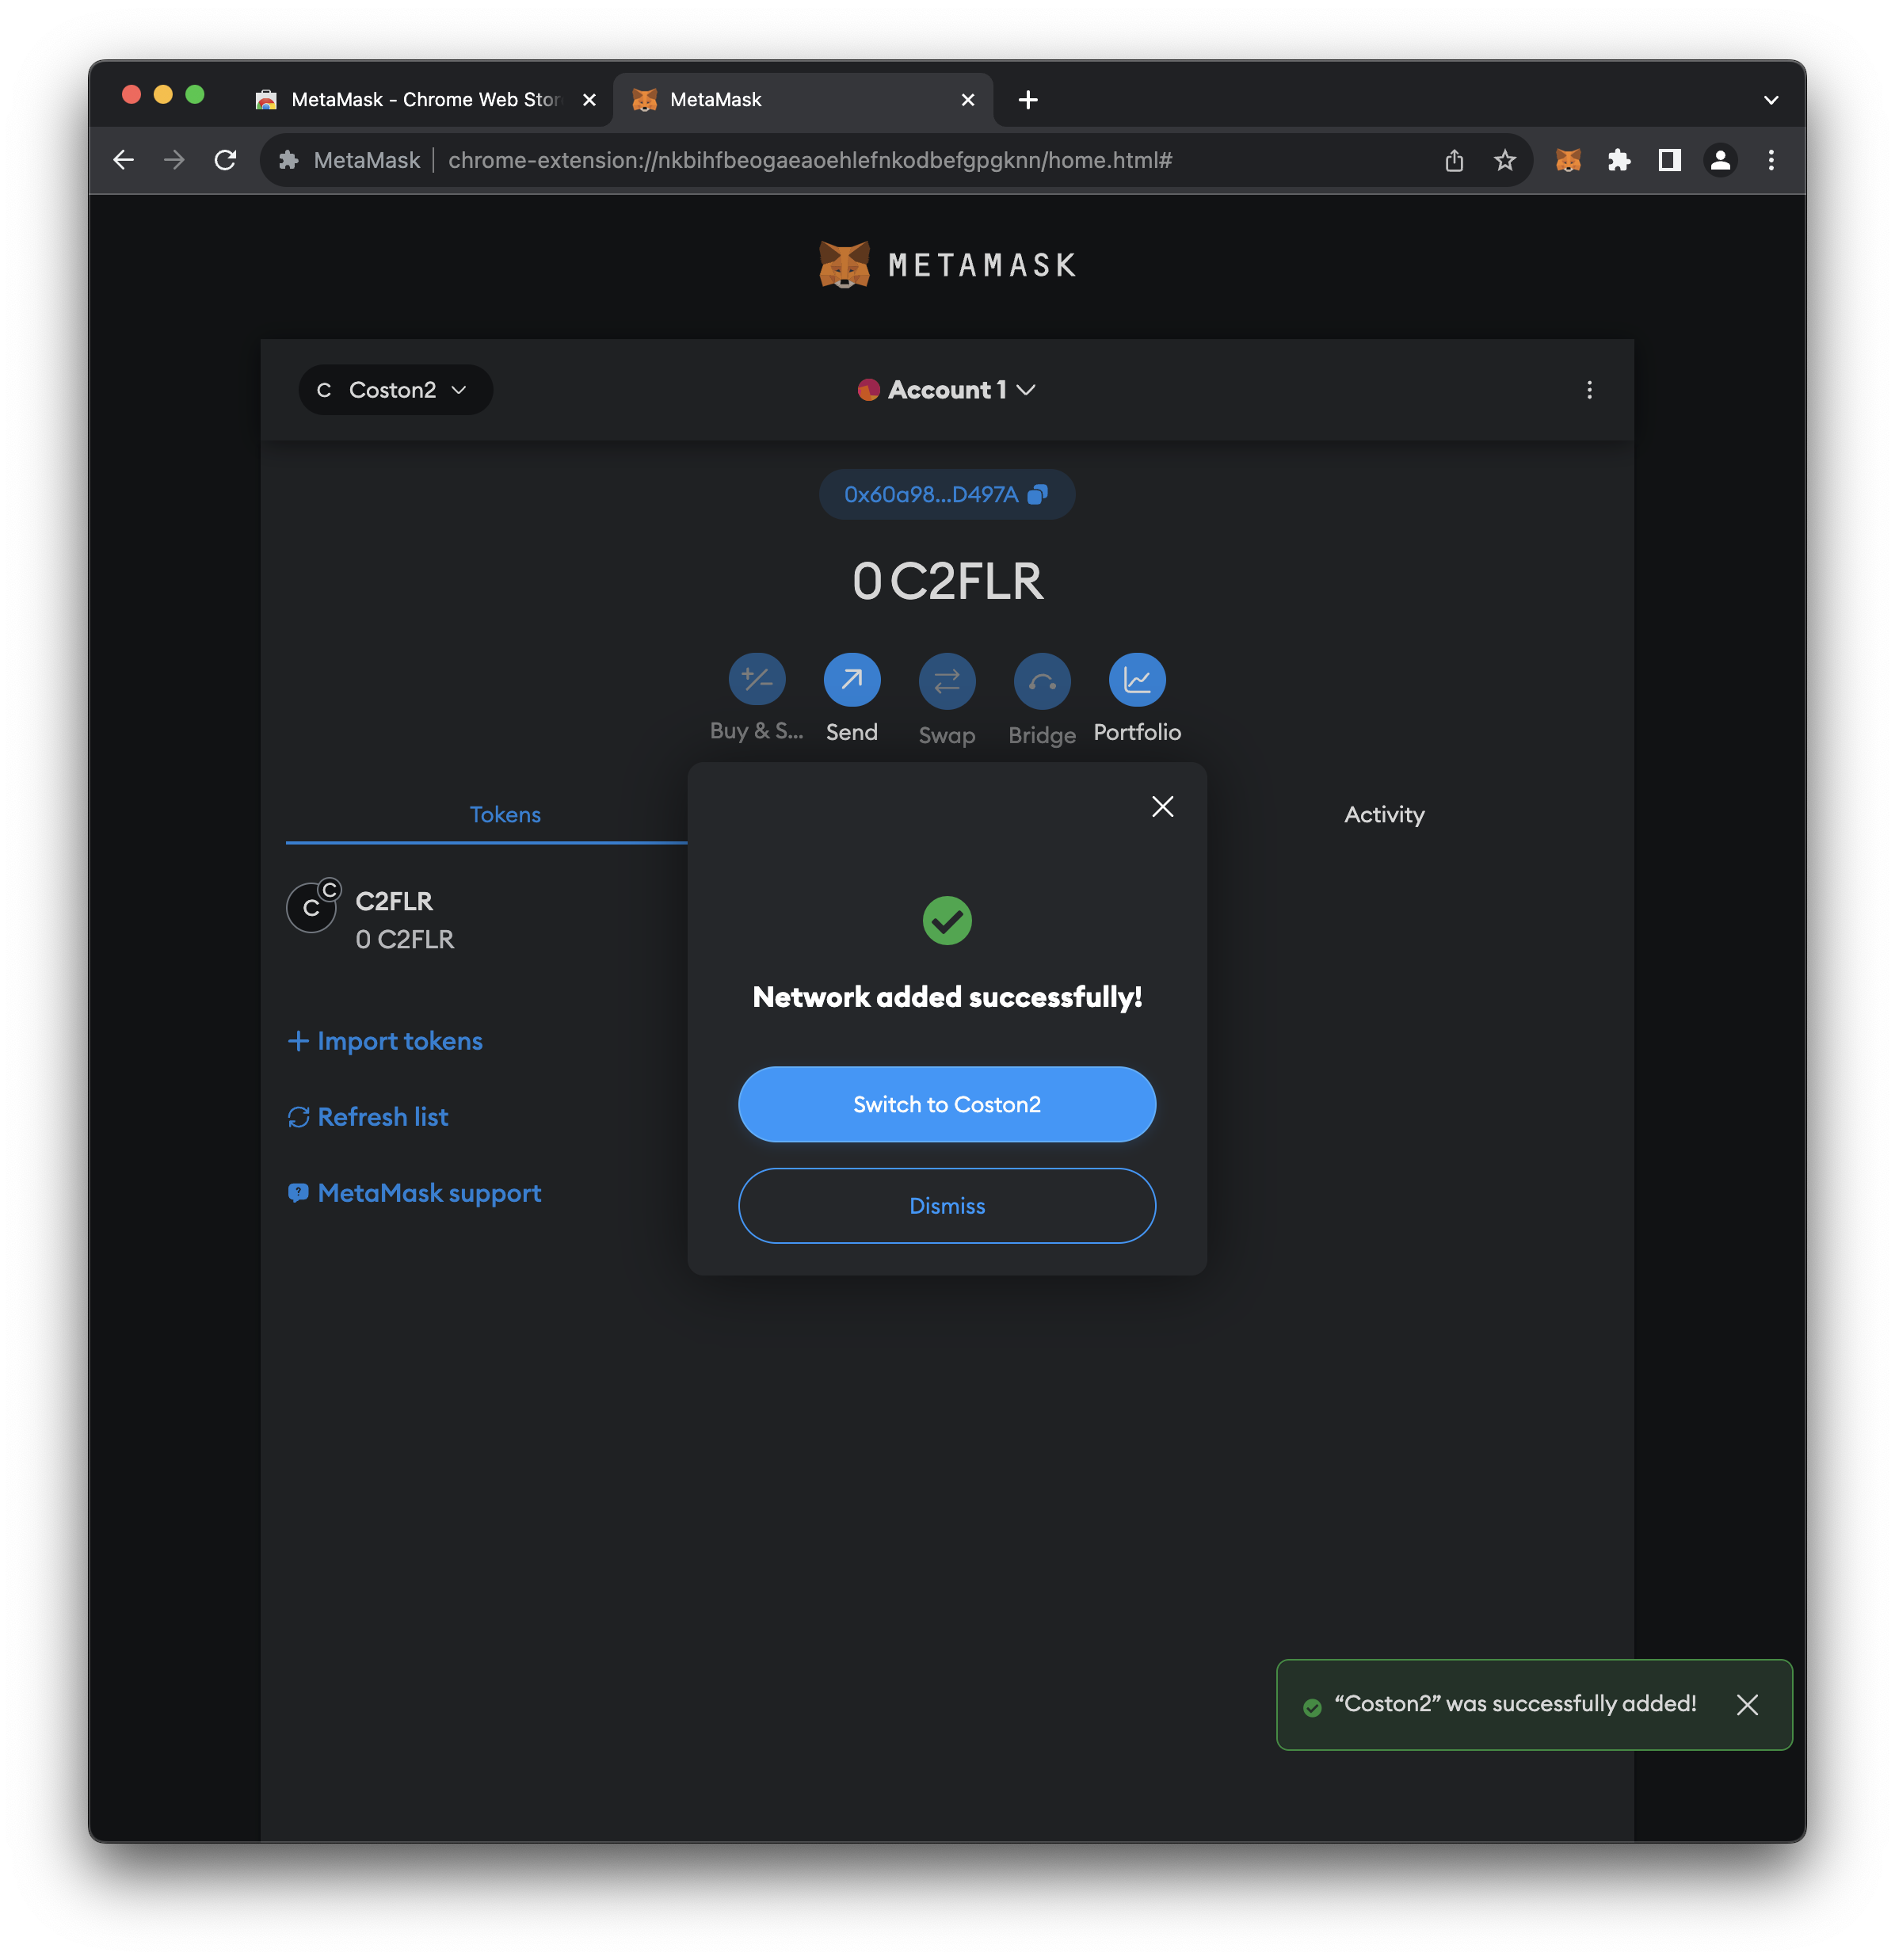 MetaMask - Chrome Web Stor
MetaMask
MetaMask
chrome-extension://nkbihfbeogaeaoehlefnkodbefgpgknn/home.html#
METAMASK
C Coston2
Account 1
0x60a98...D497A
0 C2FLR
Buy & S...
Send
Swap
Bridge
Portfolio
Tokens
Activity
C
C
C2FLR
0 C2FLR
Import tokens
Refresh list
MetaMask support
Network added successfully!
Switch to Coston2
Dismiss
“Coston2” was successfully added!